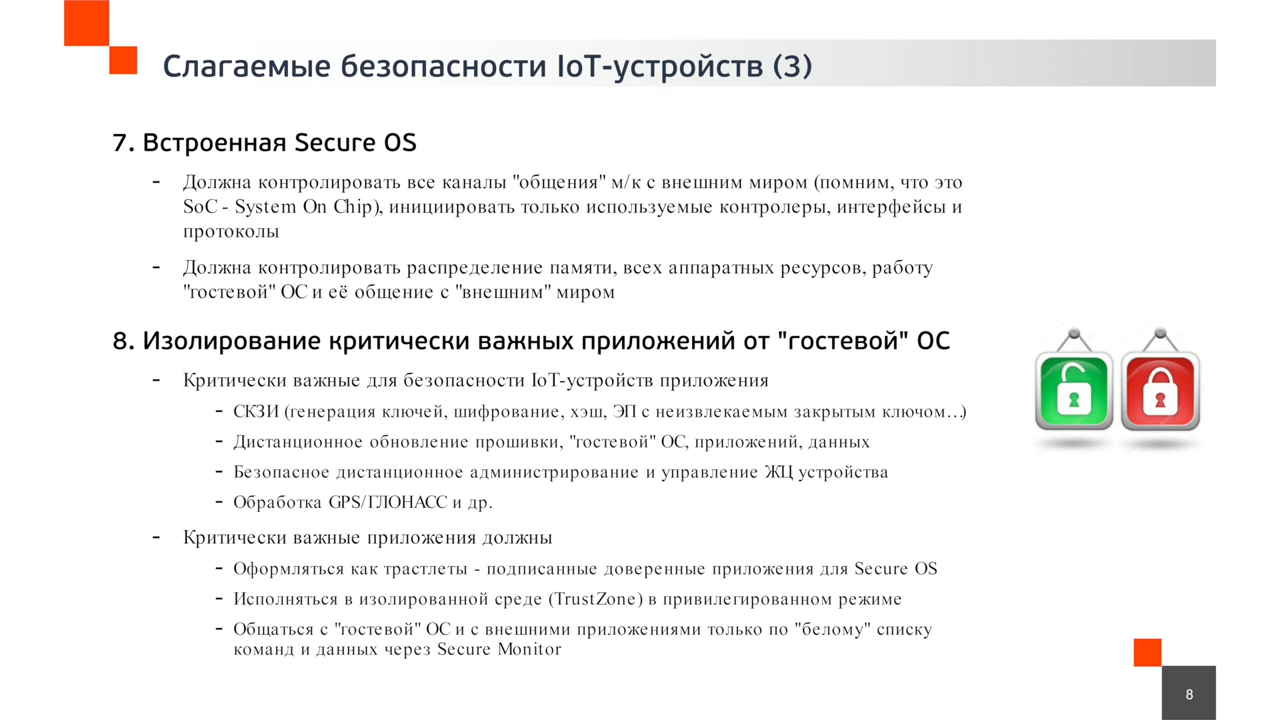 Слагаемые безопасности IoT-устройств (3)
7. Встроенная Secure OS
- Должна контролировать все каналы "общения" м/к с внешним миром (помним, что это
SoC - System On Chip), инициировать только используемые контролеры, интерфейсы и
протоколы
- Должна контролировать распределение памяти, всех аппаратных ресурсов, работу
"гостевой" ОС и её общение с "внешним" миром
8. Изолирование критически важных приложений от "гостевой" ОС
- Критически важные для безопасности IoT-устройств приложения
- СКЗИ (генерация ключей, шифрование, хэш, ЭП с неизвлекаемым закрытым ключом...)
- Дистанционное обновление прошивки, "гостевой" ОС, приложений, данных
- Безопасное дистанционное администрирование и управление ЖЦ устройства
- Обработка GPS/ГЛОНАСС и др.
- Критически важные приложения должны
- Оформляться как трастлеты - подписанные доверенные приложения для Secure OS
- Исполняться в изолированной среде (TrustZone) в привилегированном режиме
- Общаться с "гостевой" ОС и с внешними приложениями только по "белому" списку
команд и данных через Secure Monitor
8